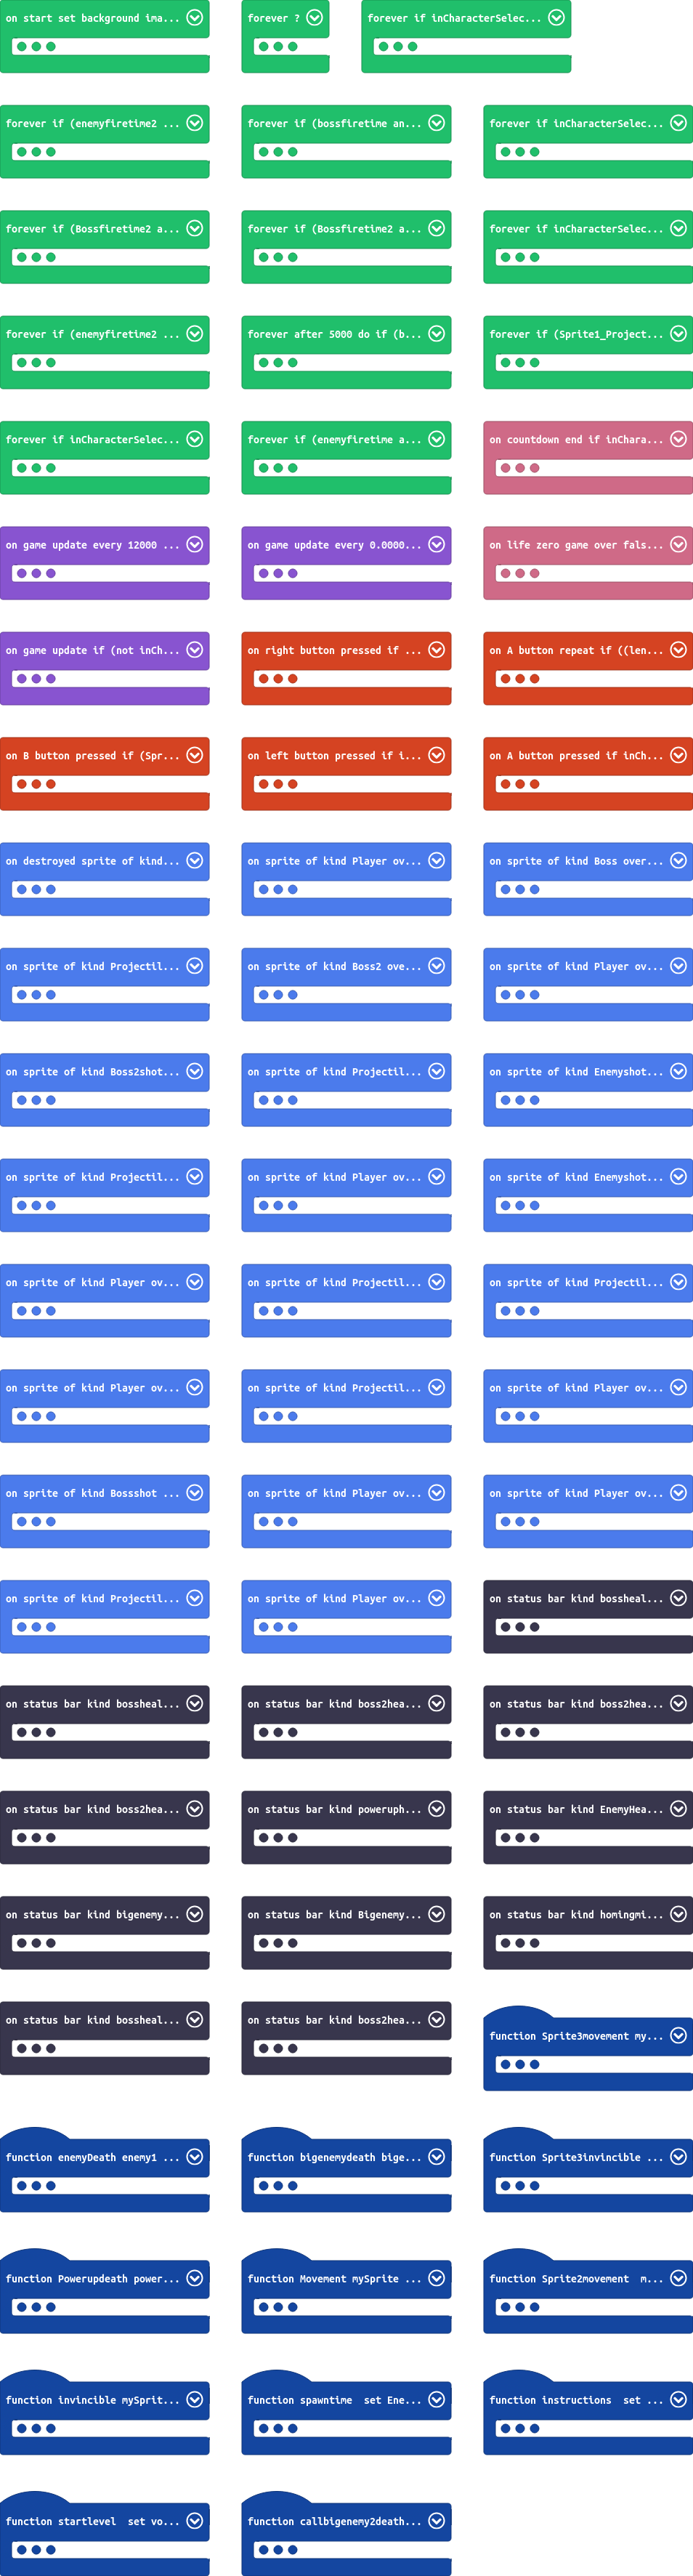 on start set background ima...
forever ?
forever if inCharacterSelec...
forever if (enemyfiretime2 ...
forever if (bossfiretime an...
forever if inCharacterSelec...
forever if (Bossfiretime2 a...
forever if (Bossfiretime2 a...
forever if inCharacterSelec...
forever if (enemyfiretime2 ...
forever after 5000 do if (b...
forever if (Sprite1_Project...
forever if inCharacterSelec...
forever if (enemyfiretime a...
on countdown end if inChara...
on game update every 12000 ...
on game update every 0.0000...
on life zero game over fals...
on game update if (not inCh...
on right button pressed if ...
on A button repeat if ((len...
on B button pressed if (Spr...
on left button pressed if i...
on A button pressed if inCh...
on destroyed sprite of kind...
on sprite of kind Player ov...
on sprite of kind Boss over...
on sprite of kind Projectil...
on sprite of kind Boss2 ove...
on sprite of kind Player ov...
on sprite of kind Boss2shot...
on sprite of kind Projectil...
on sprite of kind Enemyshot...
on sprite of kind Projectil...
on sprite of kind Player ov...
on sprite of kind Enemyshot...
on sprite of kind Player ov...
on sprite of kind Projectil...
on sprite of kind Projectil...
on sprite of kind Player ov...
on sprite of kind Projectil...
on sprite of kind Player ov...
on sprite of kind Bossshot ...
on sprite of kind Player ov...
on sprite of kind Player ov...
on sprite of kind Projectil...
on sprite of kind Player ov...
on status bar kind bossheal...
on status bar kind bossheal...
on status bar kind boss2hea...
on status bar kind boss2hea...
on status bar kind boss2hea...
on status bar kind poweruph...
on status bar kind EnemyHea...
on status bar kind bigenemy...
on status bar kind Bigenemy...
on status bar kind homingmi...
on status bar kind bossheal...
on status bar kind boss2hea...
function Sprite3movement my...
function enemyDeath enemy1 ...
function bigenemydeath bige...
function Sprite3invincible ...
function Powerupdeath power...
function Movement mySprite ...
function Sprite2movement  m...
function invincible mySprit...
function spawntime  set Ene...
function instructions  set ...
function startlevel  set vo...
function callbigenemy2death...